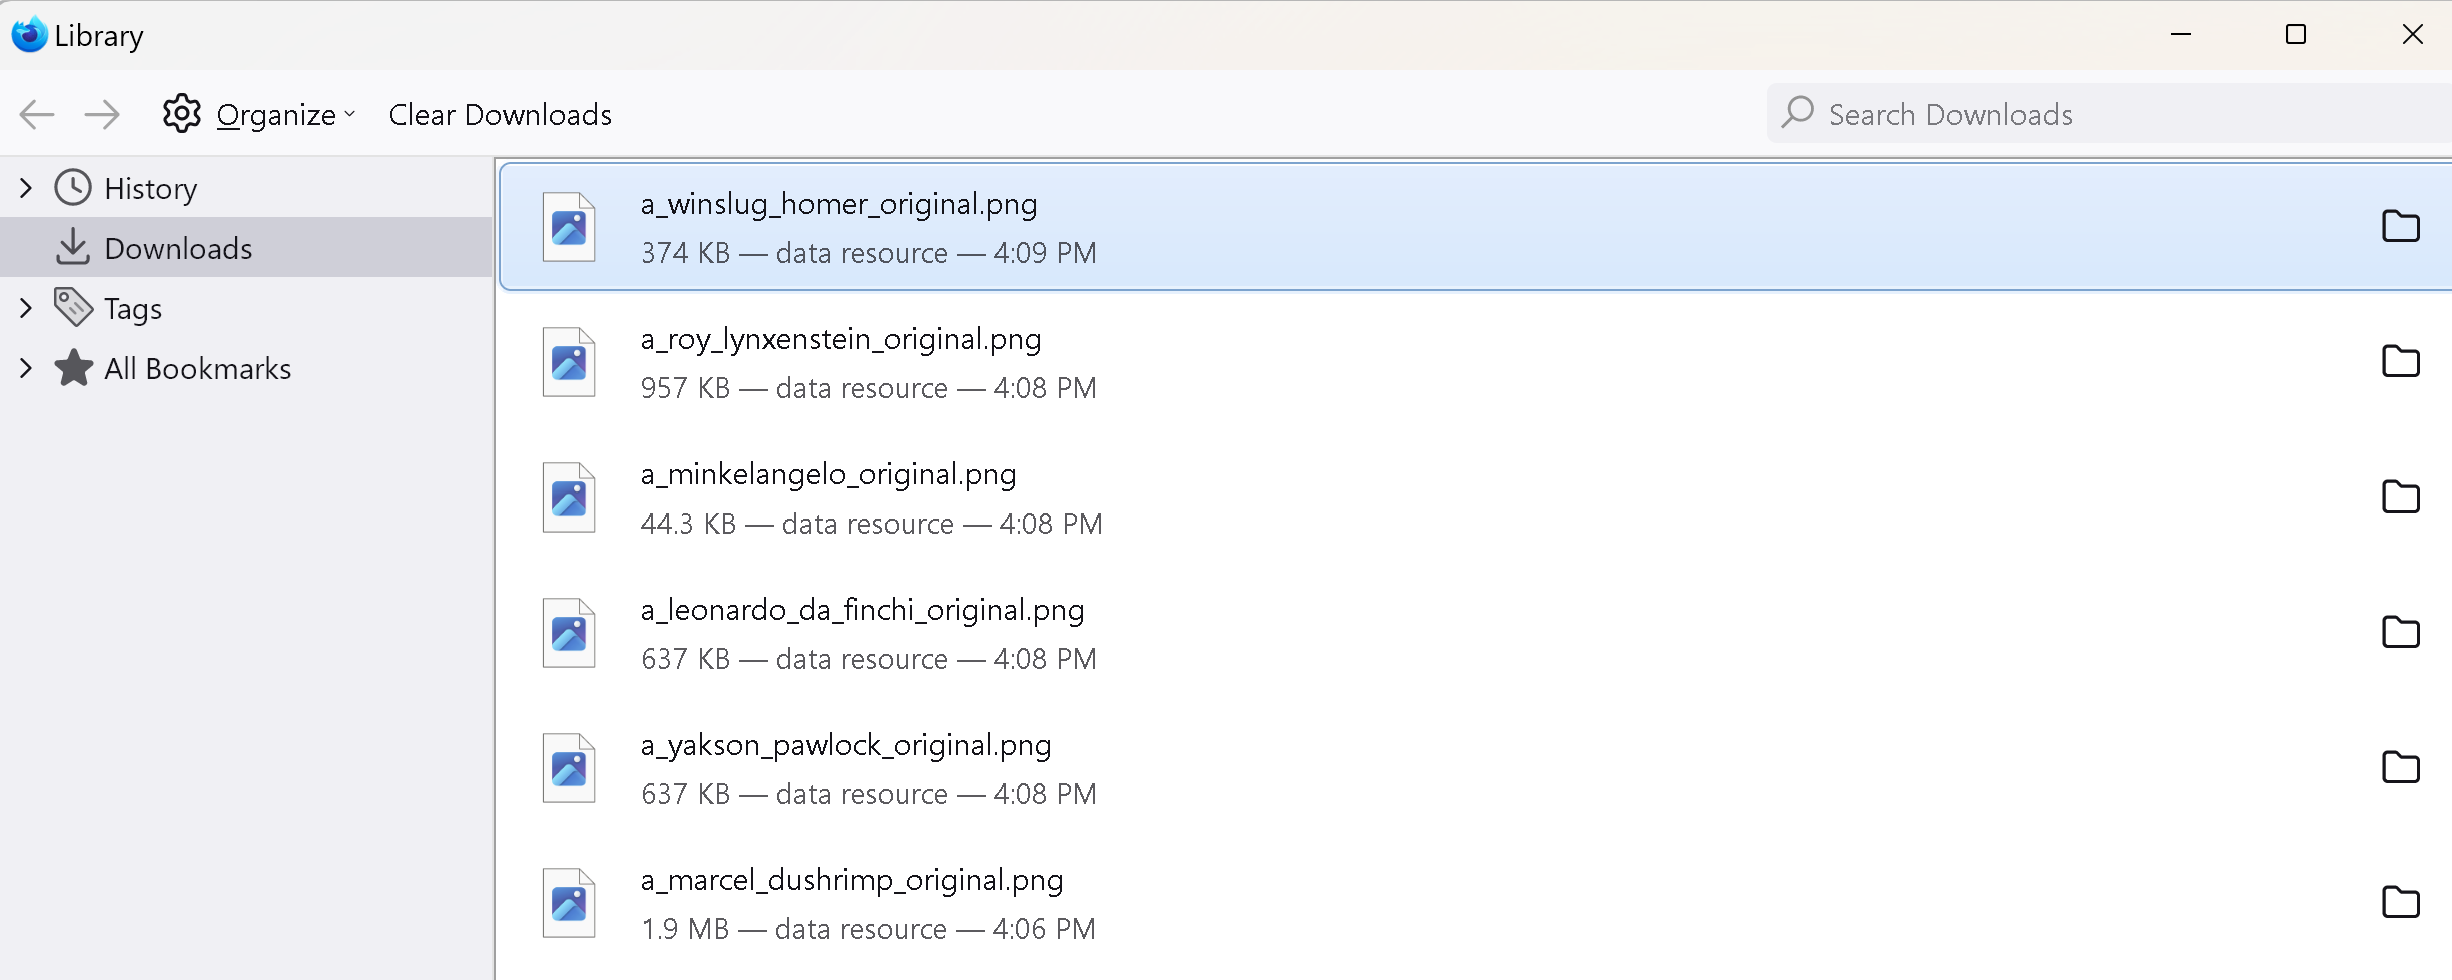 Library
Organize
Clear Downloads
Search Downloads
History
Downloads
Tags
All Bookmarks
a_winslug_homer_original.png
374 KB — data resource — 4:09 PM
a_roy_lynxenstein_original.png
957 KB — data resource — 4:08 PM
a_minkelangelo_original.png
44.3 KB — data resource — 4:08 PM
a_leonardo_da_finchi_original.png
637 KB — data resource — 4:08 PM
a_yakson_pawlock_original.png
637 KB — data resource — 4:08 PM
a_marcel_dushrimp_original.png
1.9 MB — data resource — 4:06 PM